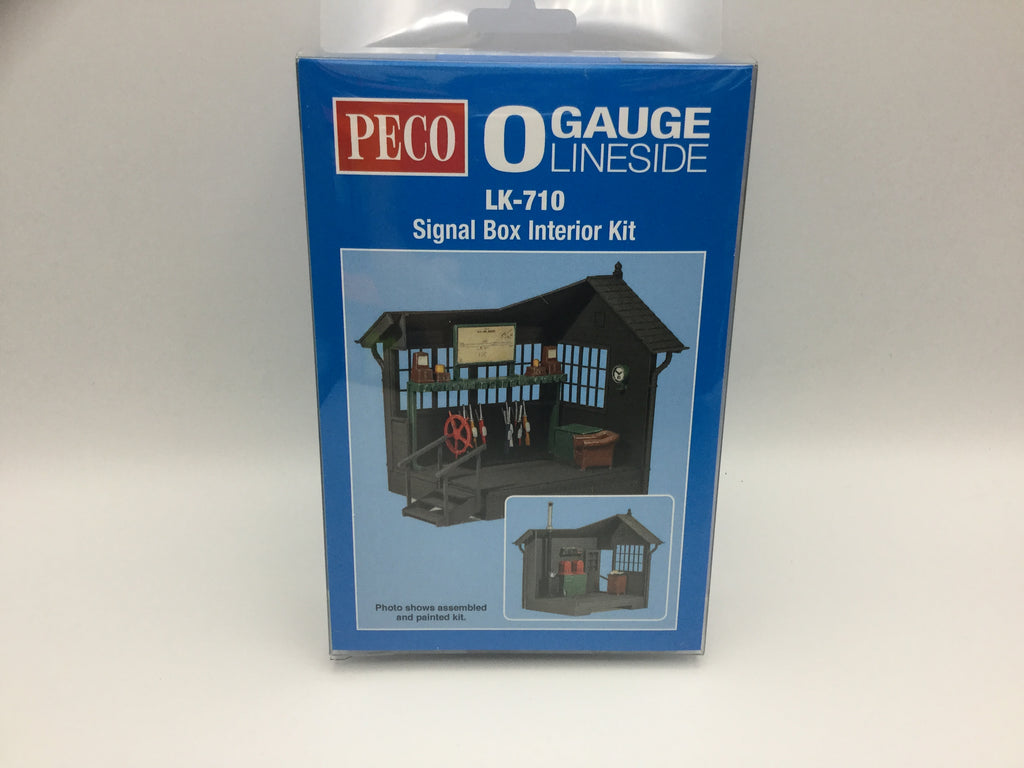 PECO
O GAUGE
LINESIDE
LK-710
Signal Box Interior Kit
Photo shows assembled
and painted kit.